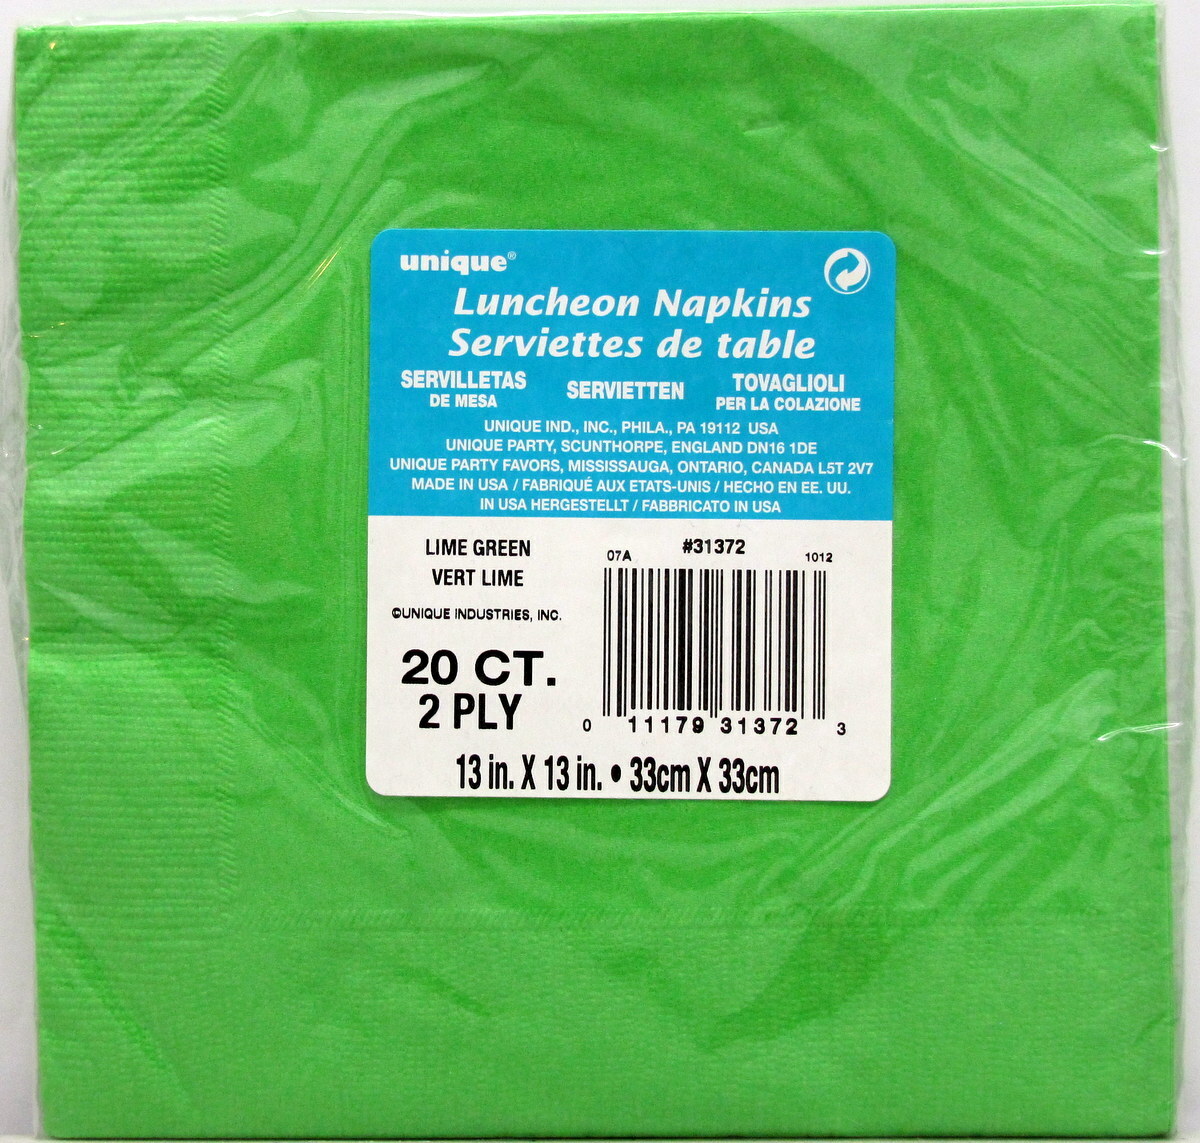 unique®
Luncheon Napkins
Serviettes de table
SERVILLETAS DE MESA
SERVIETTEN
TOVAGLIOLI PER LA COLAZIONE
UNIQUE IND., INC., PHILA., PA 19112 USA
UNIQUE PARTY, SCUNTHORPE, ENGLAND DN16 1DE
UNIQUE PARTY FAVORS, MISSISSAUGA, ONTARIO, CANADA L5T 2V7
MADE IN USA / FABRIQUÉ AUX ETATS-UNIS / HECHO EN EE. UU.
IN USA HERGESTELLT / FABBRICATO IN USA
LIME GREEN
VERT LIME
©UNIQUE INDUSTRIES, INC.
20 CT.
2 PLY
07A #31372 1012
0 11179 31372 3
13 in. X 13 in. • 33cm X 33cm